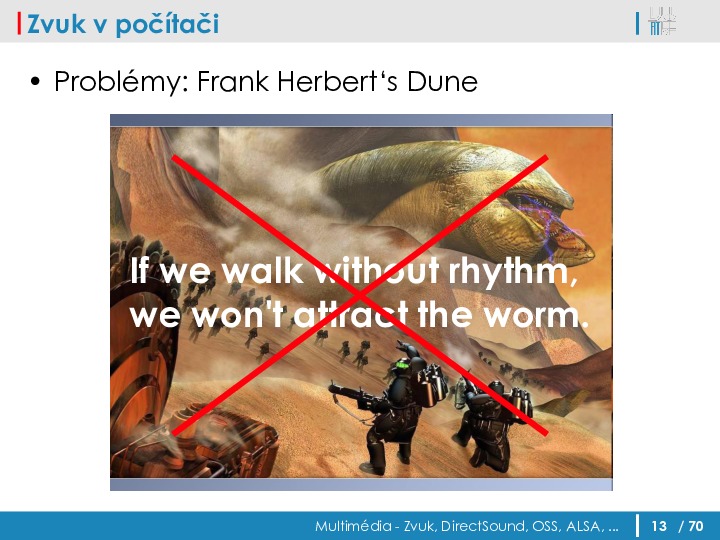 Zvuk v počítači
• Problémy: Frank Herbert‘s Dune
If we walk without rhythm,
we won't attract the worm.
Multimédia - Zvuk, DirectSound, OSS, ALSA, ...
13 / 70